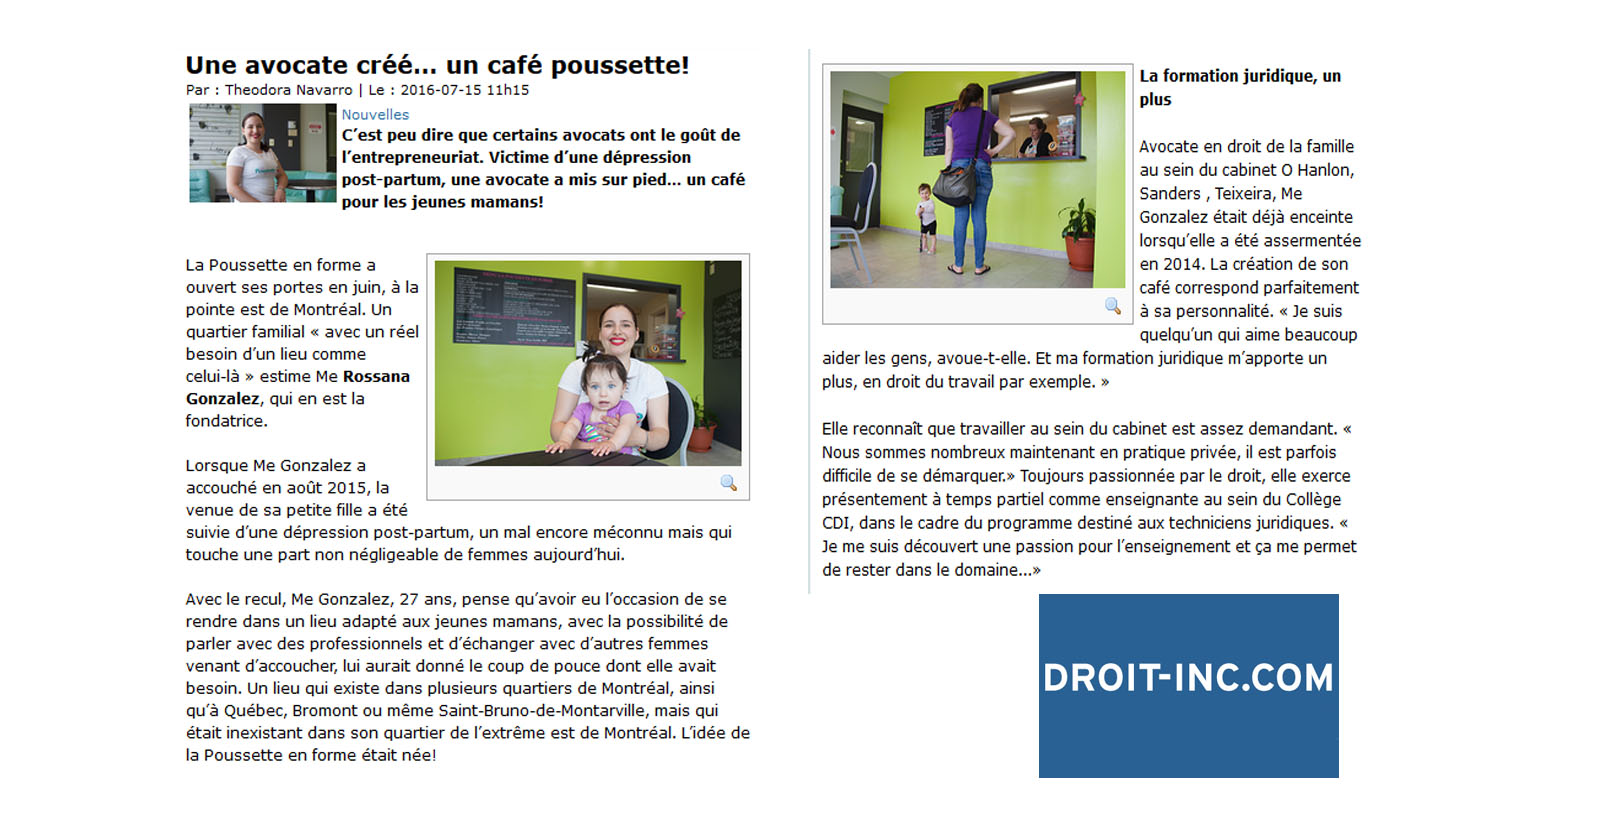 Une avocate créé... un café poussette!
Par : Theodora Navarro | Le : 2016-07-15 11h15
Nouvelles
C’est peu dire que certains avocats ont le goût de
l’entrepreneuriat. Victime d’une dépression
post-partum, une avocate a mis sur pied... un café
pour les jeunes mamans!
La Poussette en forme a
ouvert ses portes en juin, à la
pointe est de Montréal. Un
quartier familial « avec un réel
besoin d’un lieu comme
celui-là » estime Me Rossana
Gonzalez, qui en est la
fondatrice.
Lorsque Me Gonzalez a
accouché en août 2015, la
venue de sa petite fille a été
suivie d’une dépression post-partum, un mal encore méconnu mais qui
touche une part non négligeable de femmes aujourd’hui.
Avec le recul, Me Gonzalez, 27 ans, pense qu’avoir eu l’occasion de se
rendre dans un lieu adapté aux jeunes mamans, avec la possibilité de
parler avec des professionnels et d’échanger avec d’autres femmes
venant d’accoucher, lui aurait donné le coup de pouce dont elle avait
besoin. Un lieu qui existe dans plusieurs quartiers de Montréal, ainsi
qu’à Québec, Bromont ou même Saint-Bruno-de-Montarville, mais qui
était inexistant dans son quartier de l’extrême est de Montréal. L’idée de
la Poussette en forme était née!
La formation juridique, un
plus
Avocate en droit de la famille
au sein du cabinet O Hanlon,
Sanders , Teixeira, Me
Gonzalez était déjà enceinte
lorsqu’elle a été assermentée
en 2014. La création de son
café correspond parfaitement
à sa personnalité. « Je suis
quelqu’un qui aime beaucoup
aider les gens, avoue-t-elle. Et ma formation juridique m’apporte un
plus, en droit du travail par exemple. »
Elle reconnaît que travailler au sein du cabinet est assez demandant. «
Nous sommes nombreux maintenant en pratique privée, il est parfois
difficile de se démarquer.» Toujours passionnée par le droit, elle exerce
présentement à temps partiel comme enseignante au sein du Collège
CDI, dans le cadre du programme destiné aux techniciens juridiques. «
Je me suis découvert une passion pour l’enseignement et ça me permet
de rester dans le domaine...»
DROIT-INC.COM